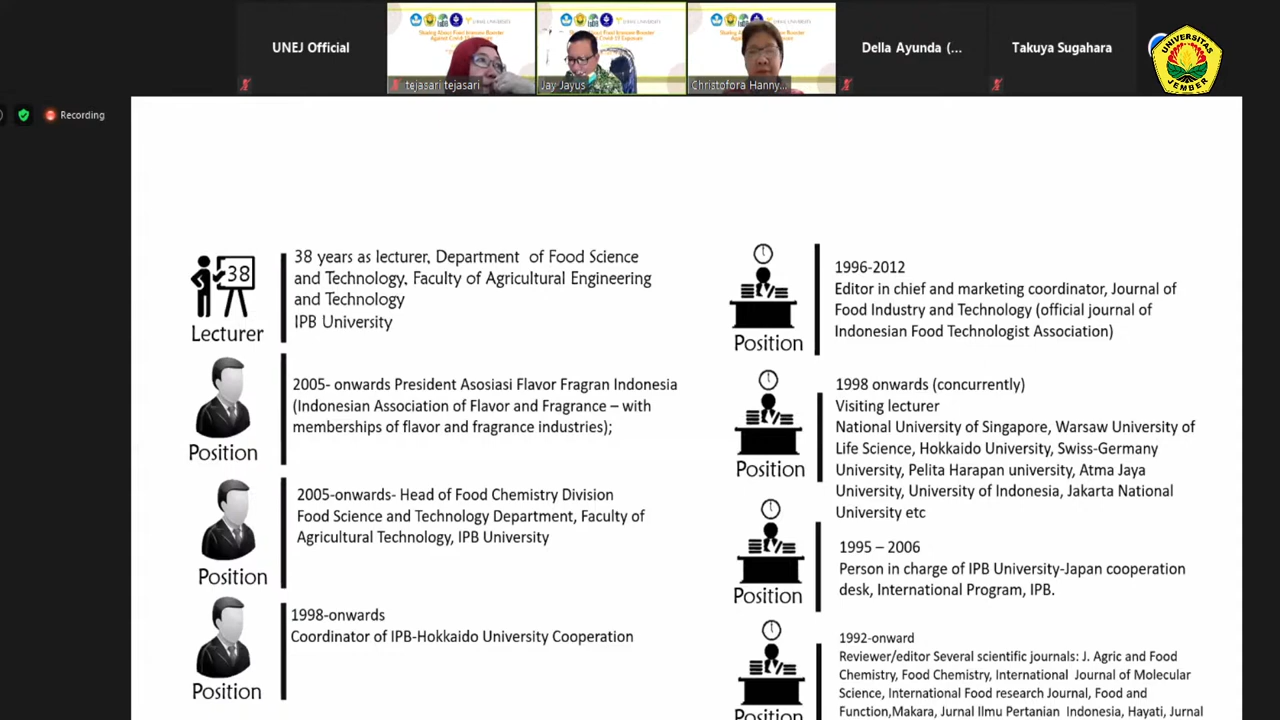 UNEJ Official
tejasari tejasari
Jay Jayus
Christofora Hanny...
Della Ayunda (...
Takuya Sugahara
UNIVERSITAS
JEMBER
Recording
38
Lecturer
38 years as lecturer, Department of Food Science
and Technology, Faculty of Agricultural Engineering
and Technology
IPB University
Position
2005- onwards President Asosiasi Flavor Fragran Indonesia
(Indonesian Association of Flavor and Fragrance – with
memberships of flavor and fragrance industries);
Position
2005-onwards- Head of Food Chemistry Division
Food Science and Technology Department, Faculty of
Agricultural Technology, IPB University
Position
1998-onwards
Coordinator of IPB-Hokkaido University Cooperation
Position
1996-2012
Editor in chief and marketing coordinator, Journal of
Food Industry and Technology (official journal of
Indonesian Food Technologist Association)
Position
1998 onwards (concurrently)
Visiting lecturer
National University of Singapore, Warsaw University of
Life Science, Hokkaido University, Swiss-Germany
University, Pelita Harapan university, Atma Jaya
University, University of Indonesia, Jakarta National
University etc
Position
1995 – 2006
Person in charge of IPB University-Japan cooperation
desk, International Program, IPB.
Position
1992-onward
Reviewer/editor Several scientific journals: J. Agric and Food
Chemistry, Food Chemistry, International Journal of Molecular
Science, International Food research Journal, Food and
Function,Makara, Jurnal Ilmu Pertanian Indonesia, Hayati, Jurnal